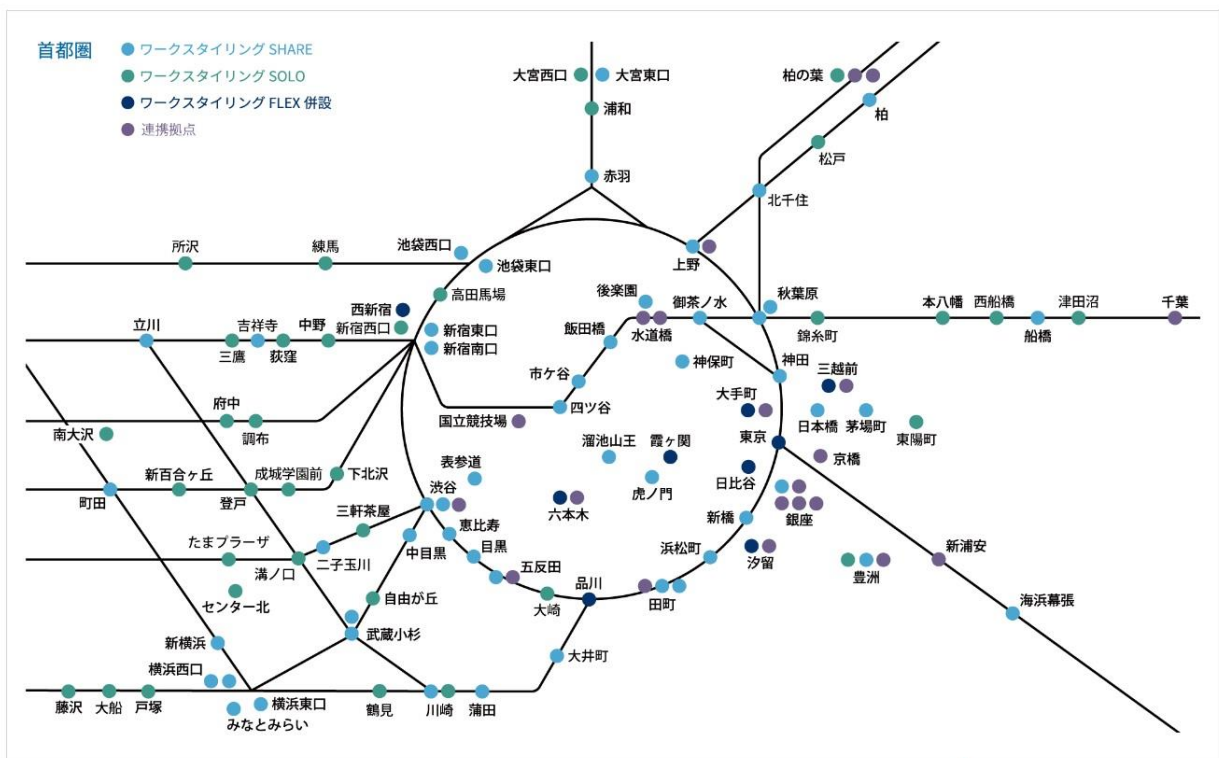 首都圏
ワークスタイリング SHARE
ワークスタイリング SOLO
ワークスタイリング FLEX 併設
連携拠点
大宮西口
大宮東口
浦和
赤羽
柏の葉
柏
松戸
北千住
上野
所沢
練馬
池袋西口
池袋東口
高田馬場
西新宿
新宿西口
新宿東口
新宿南口
立川
吉祥寺
中野
三鷹
荻窪
後楽園
御茶ノ水
秋葉原
本八幡
西船橋
津田沼
千葉
水道橋
錦糸町
船橋
飯田橋
神保町
神田
市ケ谷
四ツ谷
国立競技場
三越前
大手町
日本橋
茅場町
東陽町
東京
京橋
府中
調布
南大沢
溜池山王
霞ヶ関
虎ノ門
日比谷
六本木
表参道
渋谷
新百合ヶ丘
成城学園前
下北沢
町田
登戸
三軒茶屋
恵比寿
中目黒
目黒
五反田
大崎
品川
田町
浜松町
新橋
汐留
銀座
豊洲
新浦安
海浜幕張
たまプラーザ
溝ノ口
二子玉川
センター北
自由が丘
武蔵小杉
新横浜
横浜西口
横浜東口
みなとみらい
大井町
藤沢
大船
戸塚
鶴見
川崎
蒲田